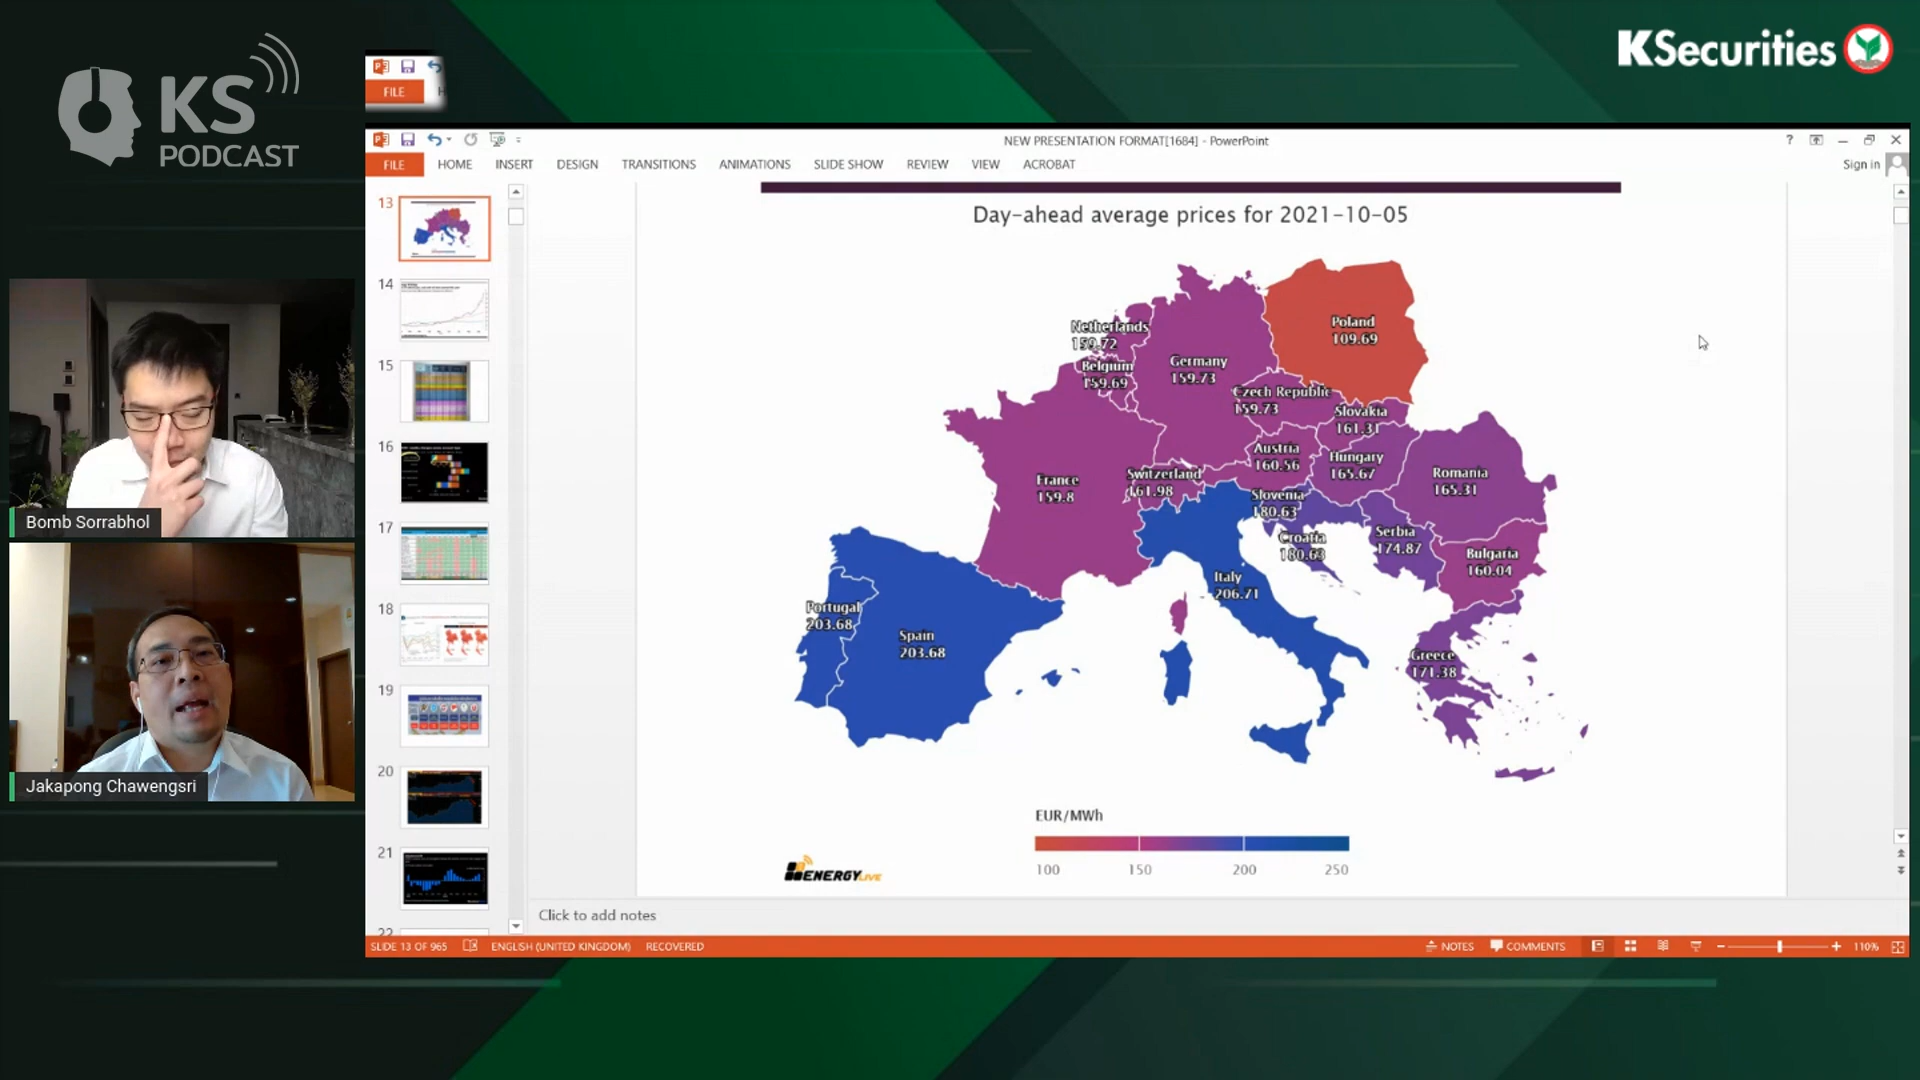 KS
PODCAST
KSecurities
FILE
NEW PRESENTATION FORMAT[1684] - PowerPoint
FILE HOME INSERT DESIGN TRANSITIONS ANIMATIONS SLIDE SHOW REVIEW VIEW ACROBAT
Sign in
13
14
15
16
17
18
19
20
21
22
Day-ahead average prices for 2021-10-05
Poland
109.69
Netherlands
159.72
Belgium
159.69
Germany
159.73
Czech Republic
159.73
Slovakia
161.31
Austria
160.56
Hungary
165.67
Romania
165.31
France
159.8
Switzerland
161.98
Slovenia
180.63
Croatia
180.63
Serbia
174.87
Bulgaria
160.04
Italy
206.71
Portugal
203.68
Spain
203.68
Greece
171.38
EUR/MWh
100 150 200 250
ENERGY LIVE
Click to add notes
SLIDE 13 OF 965 ENGLISH (UNITED KINGDOM) RECOVERED NOTES COMMENTS 110%
Bomb Sorrabhol
Jakapong Chawengsri